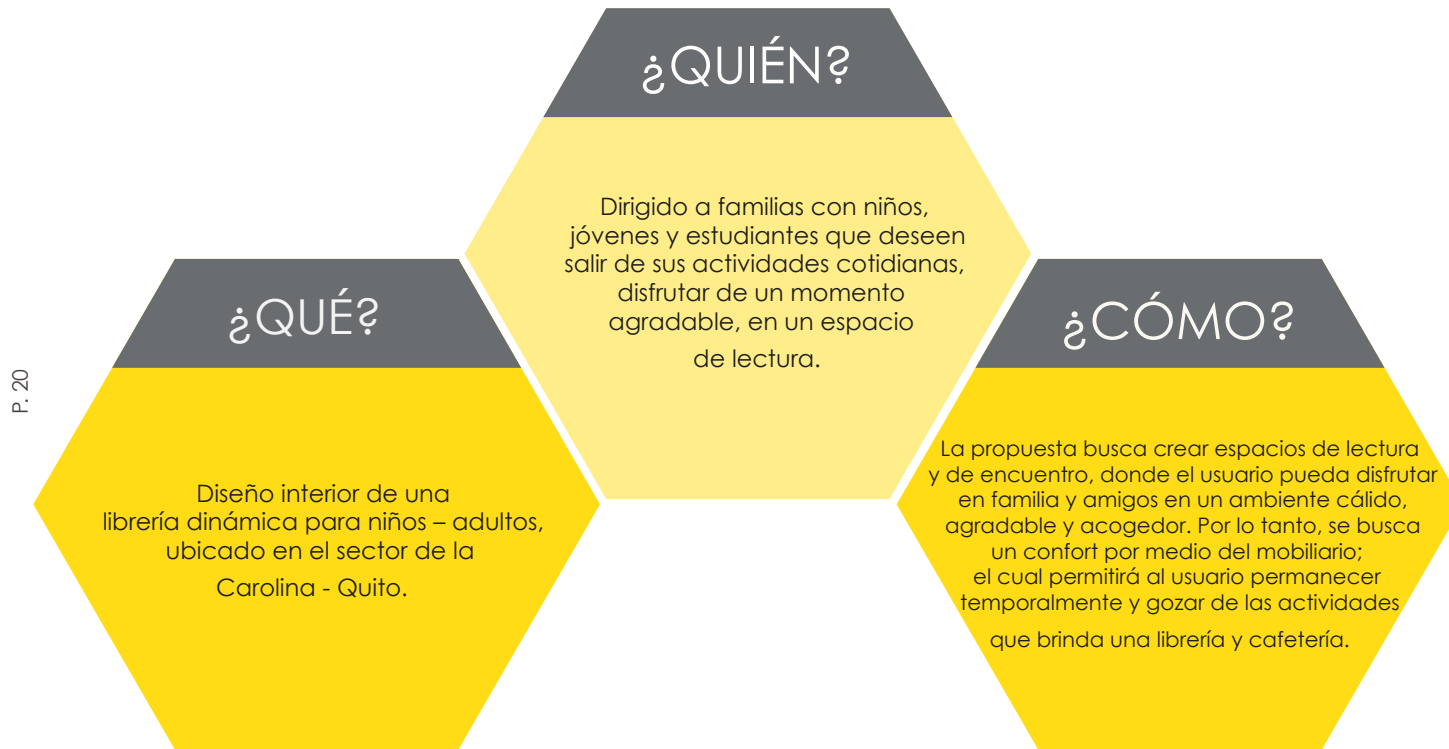 ¿QUÉ?
Diseño interior de una
librería dinámica para niños – adultos,
ubicado en el sector de la
Carolina - Quito.
¿QUIÉN?
Dirigido a familias con niños,
jóvenes y estudiantes que deseen
salir de sus actividades cotidianas,
disfrutar de un momento
agradable, en un espacio
de lectura.
¿CÓMO?
La propuesta busca crear espacios de lectura
y de encuentro, donde el usuario pueda disfrutar
en familia y amigos en un ambiente cálido,
agradable y acogedor. Por lo tanto, se busca
un confort por medio del mobiliario;
el cual permitirá al usuario permanecer
temporalmente y gozar de las actividades
que brinda una librería y cafetería.
P. 20